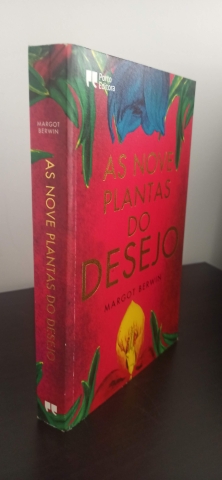 MARGOT
BERWIN
AS NOVE PLANTAS DO DESEJO
Porto
Editora
AS NOVE
PLANTAS
DO
DESEJO
MARGOT BERWIN